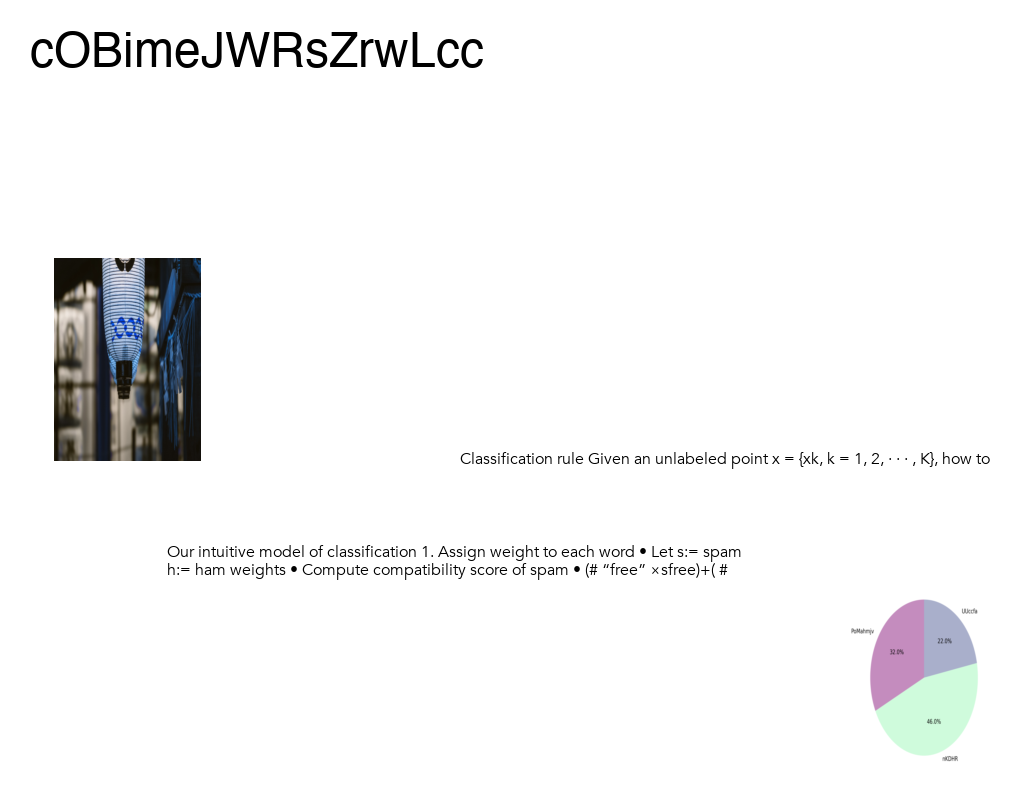 cOBimeJWRsZrwLcc
Classification rule Given an unlabeled point x = {xk, k = 1, 2, · · · , K}, how to
Our intuitive model of classification 1. Assign weight to each word • Let s:= spam
h:= ham weights • Compute compatibility score of spam • (# “free” ×sfree)+( #
UUccfa
PoMahmjv
22.0%
32.0%
46.0%
nKOHR